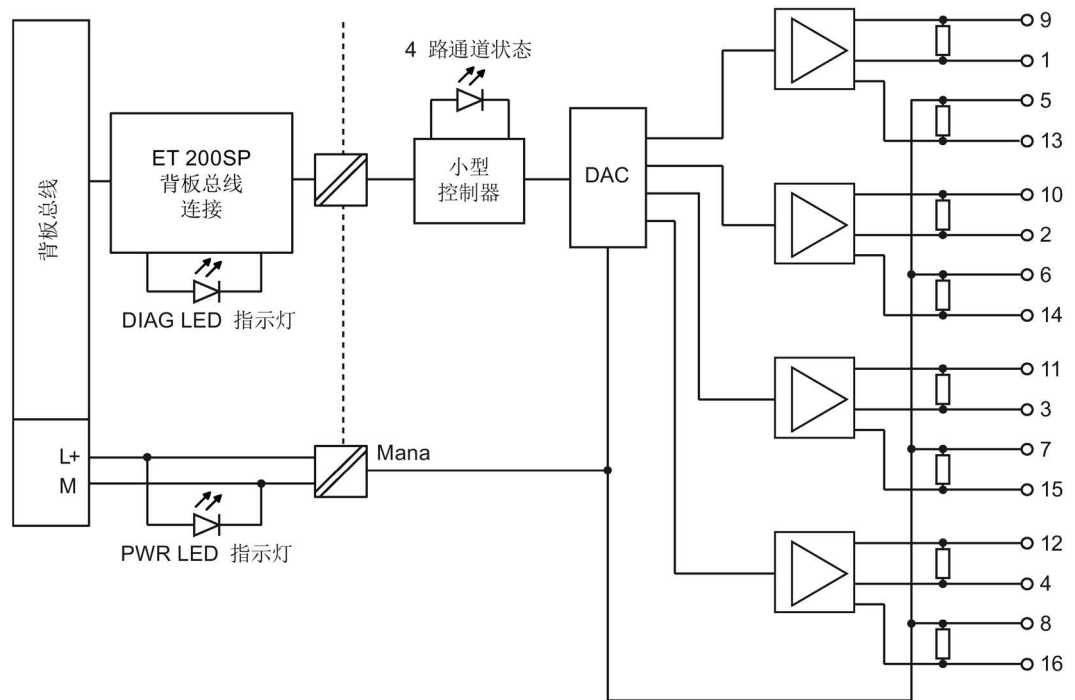 背板总线
L+
M
ET 200SP
背板总线
连接
DIAG LED 指示灯
PWR LED 指示灯
Mana
4 路通道状态
小型
控制器
DAC
9
1
5
13
10
2
6
14
11
3
7
15
12
4
8
16